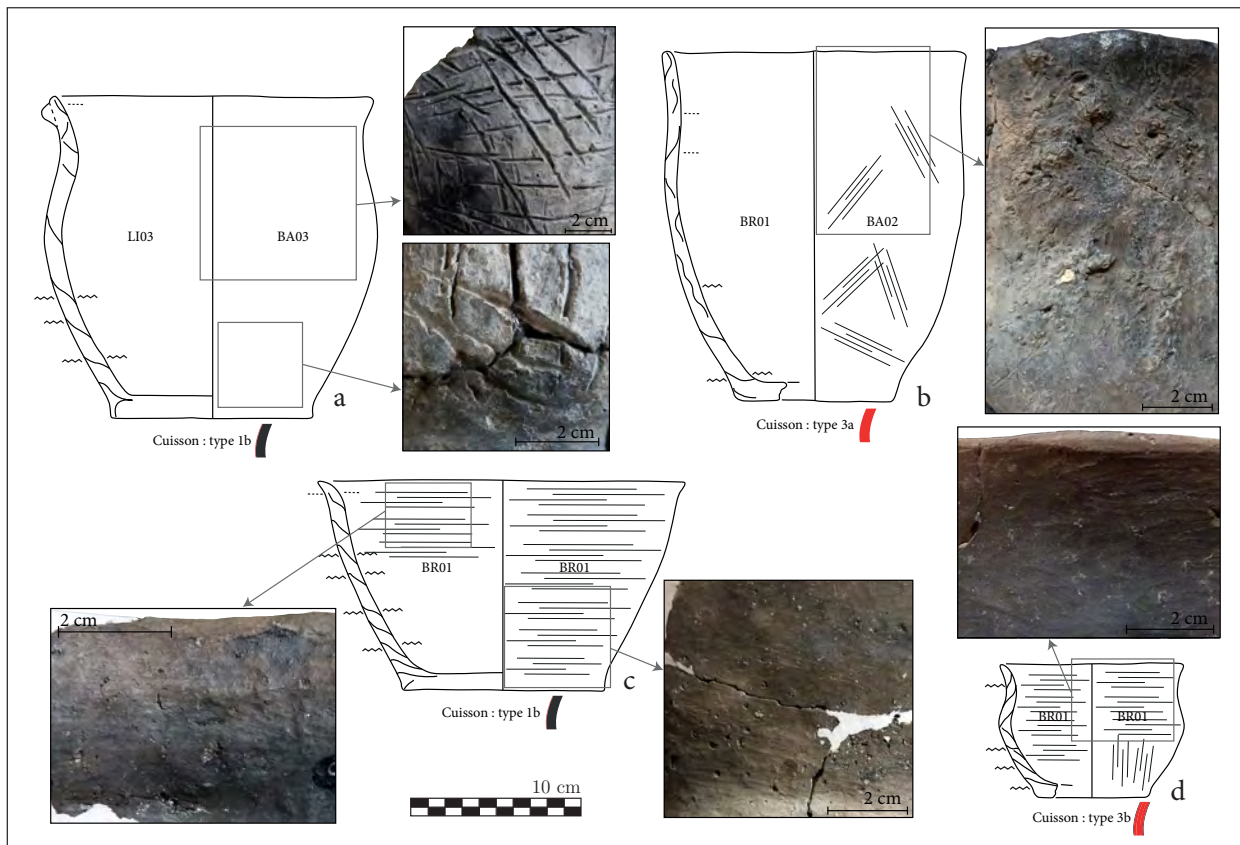 2 cm
LI03
BA03
2 cm
a
Cuisson : type 1b
BR01
BA02
2 cm
b
Cuisson : type 3a
BR01
BR01
2 cm
c
Cuisson : type 1b
2 cm
10 cm
2 cm
BR01
BR01
d
Cuisson : type 3b